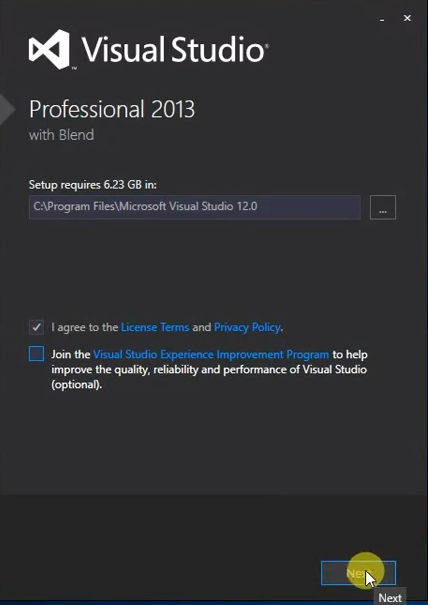 Visual Studio
Professional 2013
with Blend
Setup requires 6.23 GB in:
C:\Program Files\Microsoft Visual Studio 12.0
...
I agree to the License Terms and Privacy Policy.
Join the Visual Studio Experience Improvement Program to help
improve the quality, reliability and performance of Visual Studio
(optional).
Next
Next